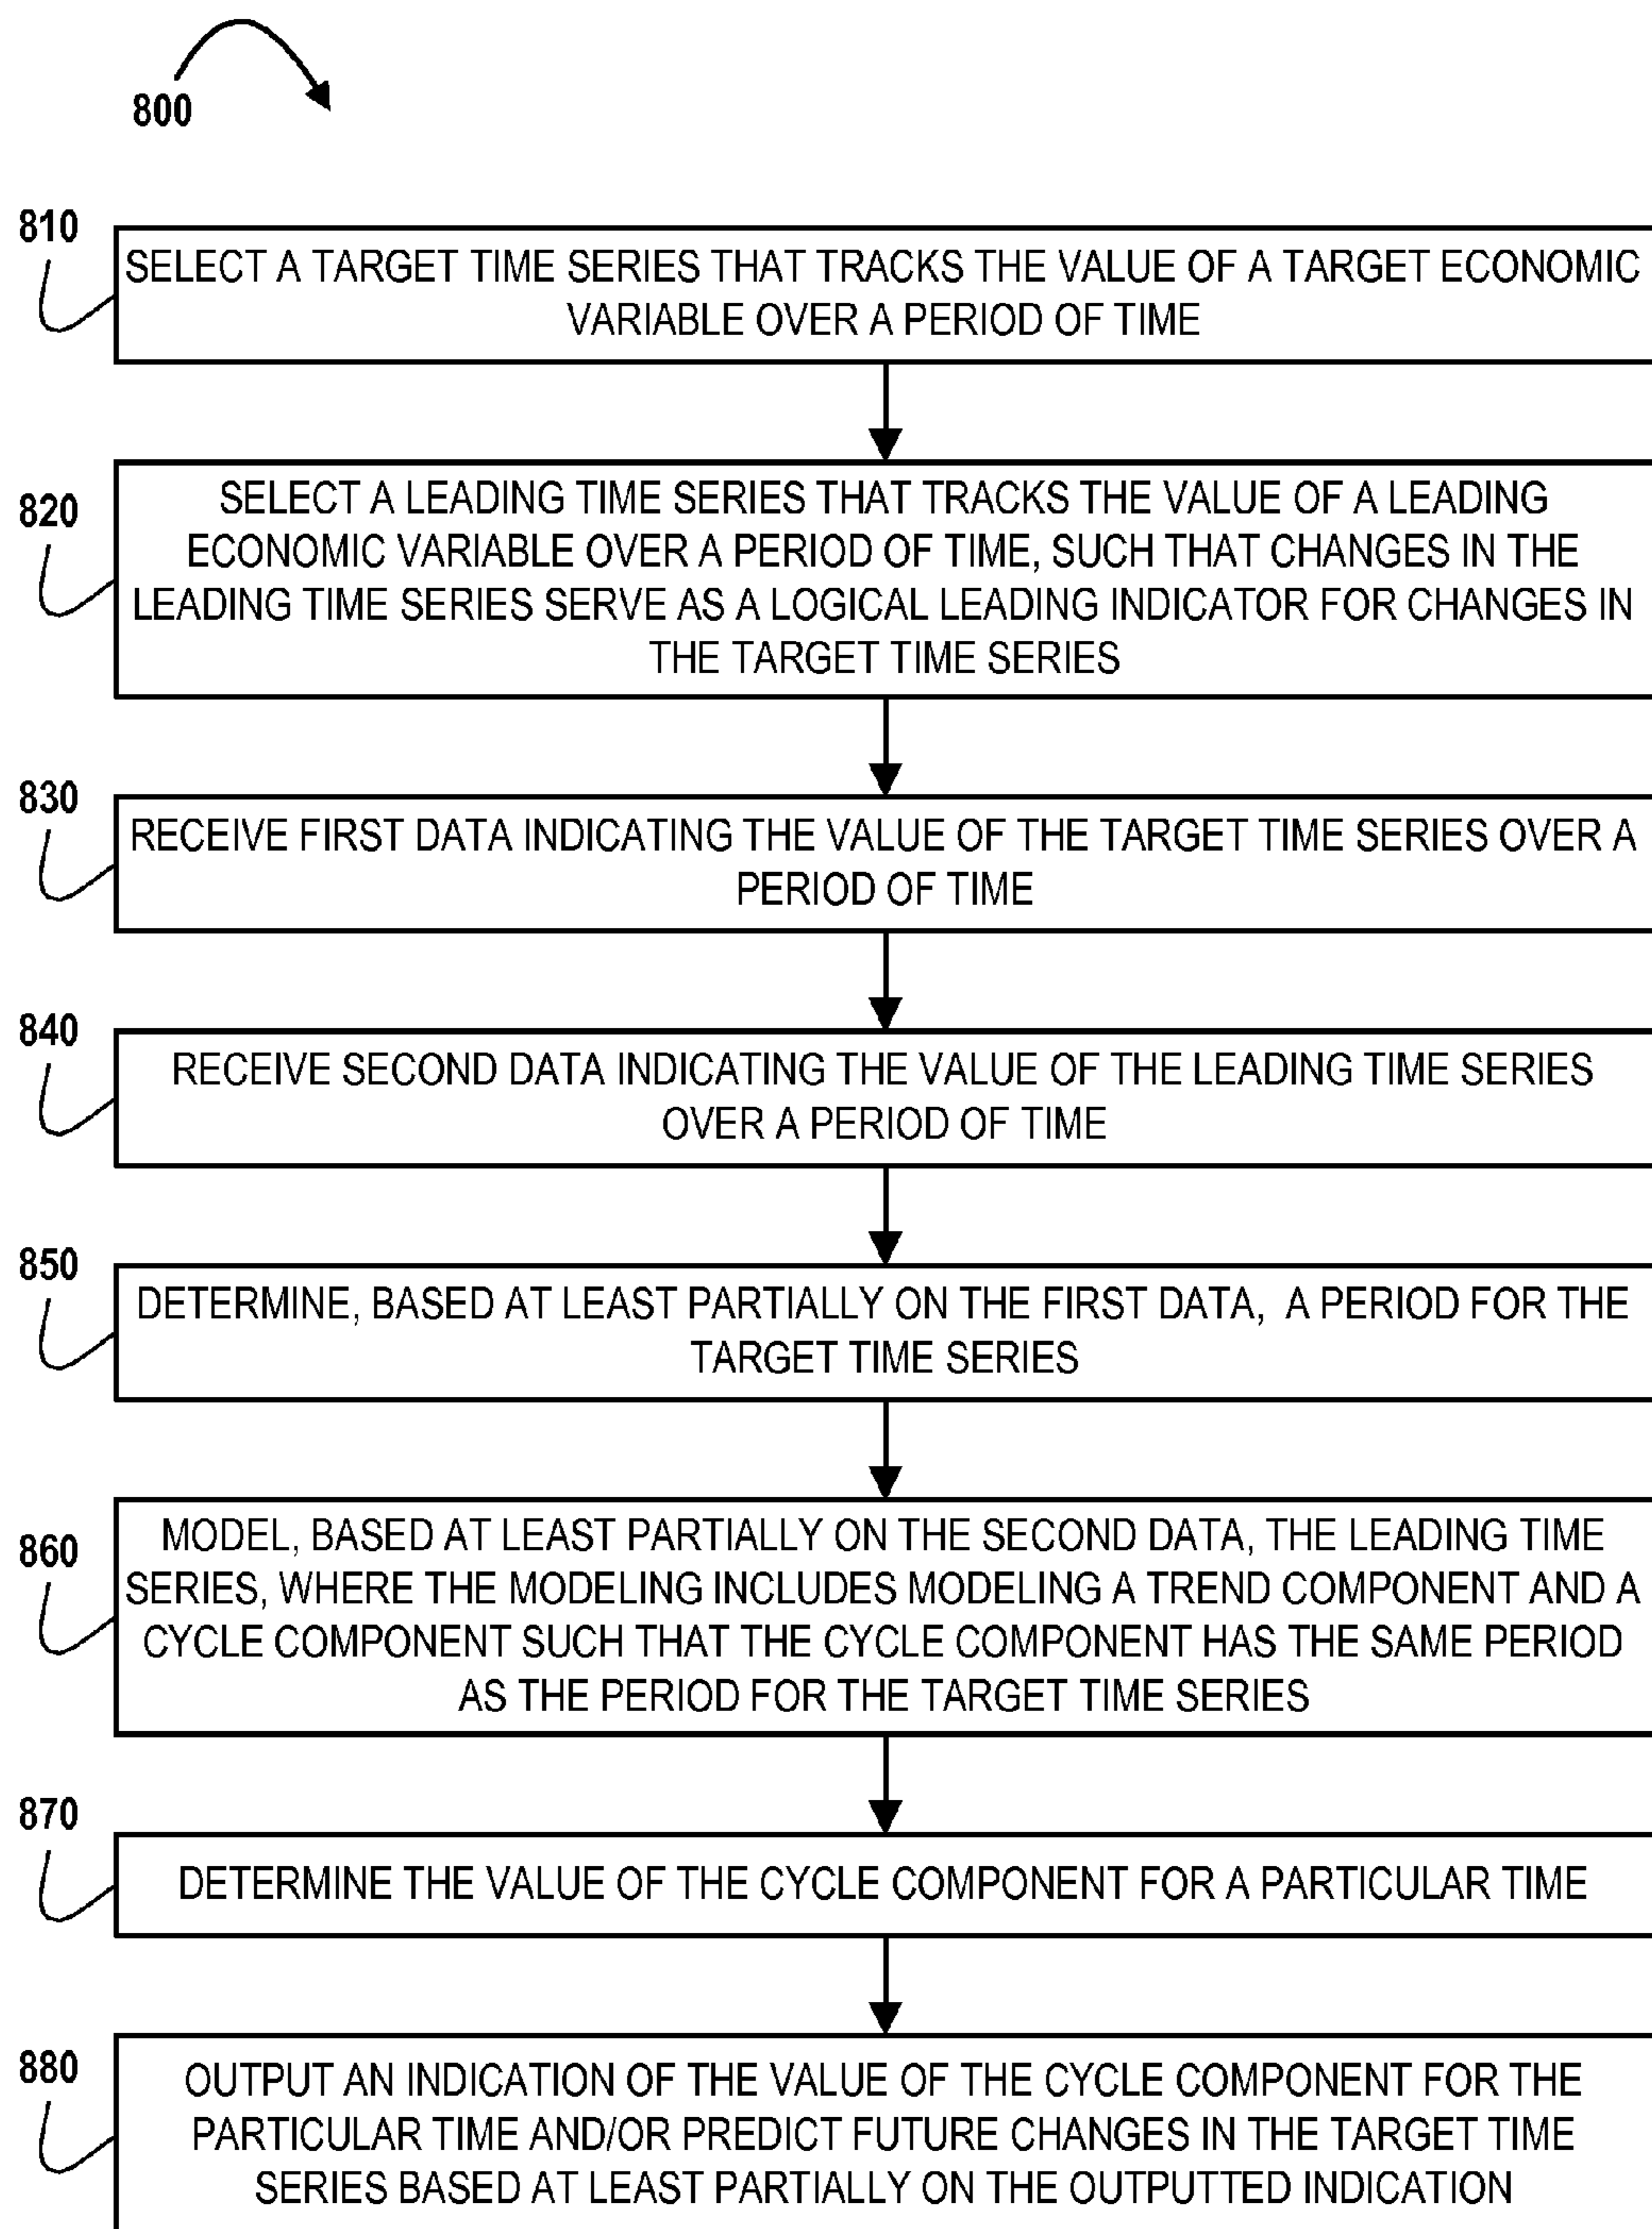 800
810
SELECT A TARGET TIME SERIES THAT TRACKS THE VALUE OF A TARGET ECONOMIC
VARIABLE OVER A PERIOD OF TIME
820
SELECT A LEADING TIME SERIES THAT TRACKS THE VALUE OF A LEADING
ECONOMIC VARIABLE OVER A PERIOD OF TIME, SUCH THAT CHANGES IN THE
LEADING TIME SERIES SERVE AS A LOGICAL LEADING INDICATOR FOR CHANGES IN
THE TARGET TIME SERIES
830
RECEIVE FIRST DATA INDICATING THE VALUE OF THE TARGET TIME SERIES OVER A
PERIOD OF TIME
840
RECEIVE SECOND DATA INDICATING THE VALUE OF THE LEADING TIME SERIES
OVER A PERIOD OF TIME
850
DETERMINE, BASED AT LEAST PARTIALLY ON THE FIRST DATA, A PERIOD FOR THE
TARGET TIME SERIES
860
MODEL, BASED AT LEAST PARTIALLY ON THE SECOND DATA, THE LEADING TIME
SERIES, WHERE THE MODELING INCLUDES MODELING A TREND COMPONENT AND A
CYCLE COMPONENT SUCH THAT THE CYCLE COMPONENT HAS THE SAME PERIOD
AS THE PERIOD FOR THE TARGET TIME SERIES
870
DETERMINE THE VALUE OF THE CYCLE COMPONENT FOR A PARTICULAR TIME
880
OUTPUT AN INDICATION OF THE VALUE OF THE CYCLE COMPONENT FOR THE
PARTICULAR TIME AND/OR PREDICT FUTURE CHANGES IN THE TARGET TIME
SERIES BASED AT LEAST PARTIALLY ON THE OUTPUTTED INDICATION